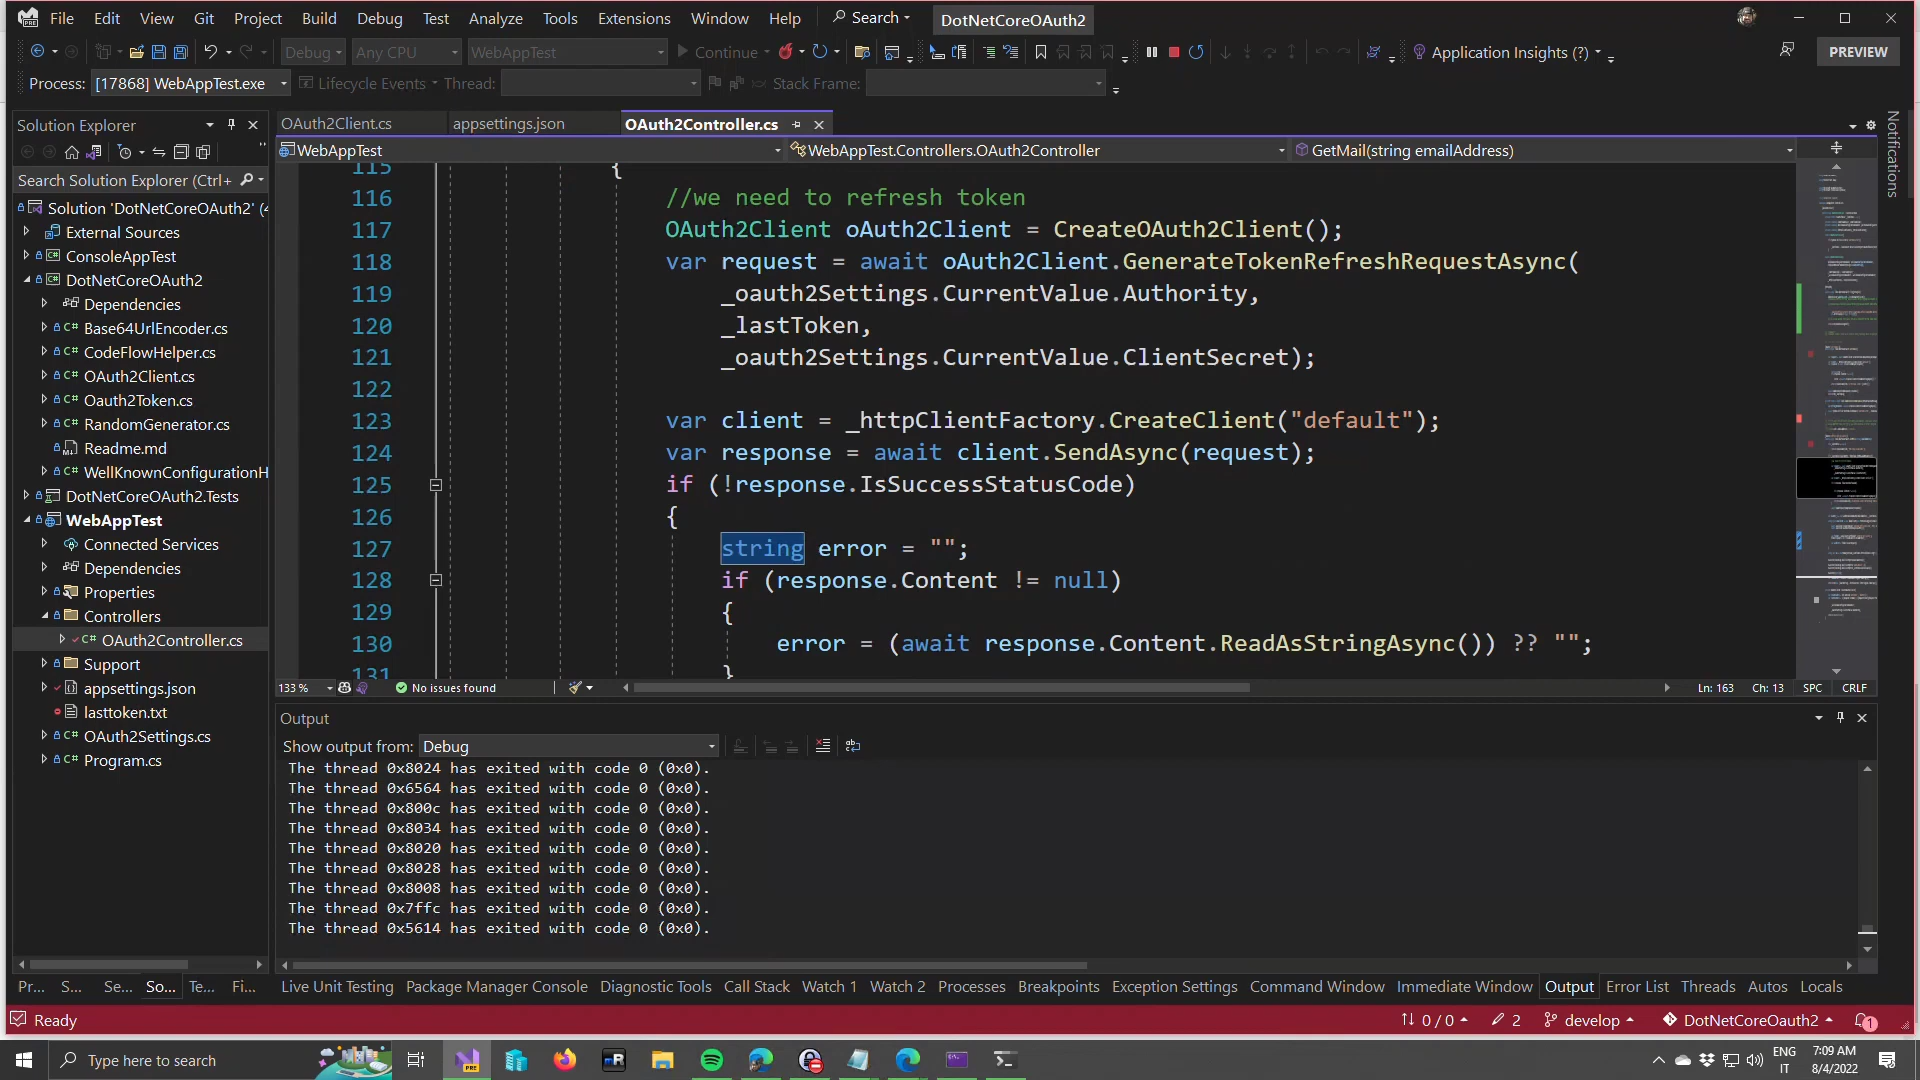 File Edit View Git Project Build Debug Test Analyze Tools Extensions Window Help Search DotNetCoreOAuth2
Debug Any CPU WebAppTest Continue Application Insights (?) PREVIEW
Process: [17868] WebAppTest.exe Lifecycle Events Thread: Stack Frame:
Solution Explorer
Search Solution Explorer (Ctrl+
Solution 'DotNetCoreOAuth2' (4
External Sources
ConsoleAppTest
DotNetCoreOAuth2
Dependencies
Base64UrlEncoder.cs
CodeFlowHelper.cs
OAuth2Client.cs
Oauth2Token.cs
RandomGenerator.cs
Readme.md
WellKnownConfigurationH
DotNetCoreOAuth2.Tests
WebAppTest
Connected Services
Dependencies
Properties
Controllers
OAuth2Controller.cs
Support
appsettings.json
lasttoken.txt
OAuth2Settings.cs
Program.cs
OAuth2Client.cs appsettings.json OAuth2Controller.cs
WebAppTest WebAppTest.Controllers.OAuth2Controller GetMail(string emailAddress)
115 {
116 //we need to refresh token
117 OAuth2Client oAuth2Client = CreateOAuth2Client();
118 var request = await oAuth2Client.GenerateTokenRefreshRequestAsync(
119 _oauth2Settings.CurrentValue.Authority,
120 _lastToken,
121 _oauth2Settings.CurrentValue.ClientSecret);
122
123 var client = _httpClientFactory.CreateClient("default");
124 var response = await client.SendAsync(request);
125 if (!response.IsSuccessStatusCode)
126 {
127 string error = "";
128 if (response.Content != null)
129 {
130 error = (await response.Content.ReadAsStringAsync()) ?? "";
131 }
133 % No issues found Ln: 163 Ch: 13 SPC CRLF
Notifications
Output
Show output from: Debug
The thread 0x8024 has exited with code 0 (0x0).
The thread 0x6564 has exited with code 0 (0x0).
The thread 0x800c has exited with code 0 (0x0).
The thread 0x8034 has exited with code 0 (0x0).
The thread 0x8020 has exited with code 0 (0x0).
The thread 0x8028 has exited with code 0 (0x0).
The thread 0x8008 has exited with code 0 (0x0).
The thread 0x7ffc has exited with code 0 (0x0).
The thread 0x5614 has exited with code 0 (0x0).
Pr... S... Se... So... Te... Fi... Live Unit Testing Package Manager Console Diagnostic Tools Call Stack Watch 1 Watch 2 Processes Breakpoints Exception Settings Command Window Immediate Window Output Error List Threads Autos Locals
Ready 0 / 0 2 develop DotNetCoreOauth2 1
Type here to search ENG 7:09 AM
IT 8/4/2022